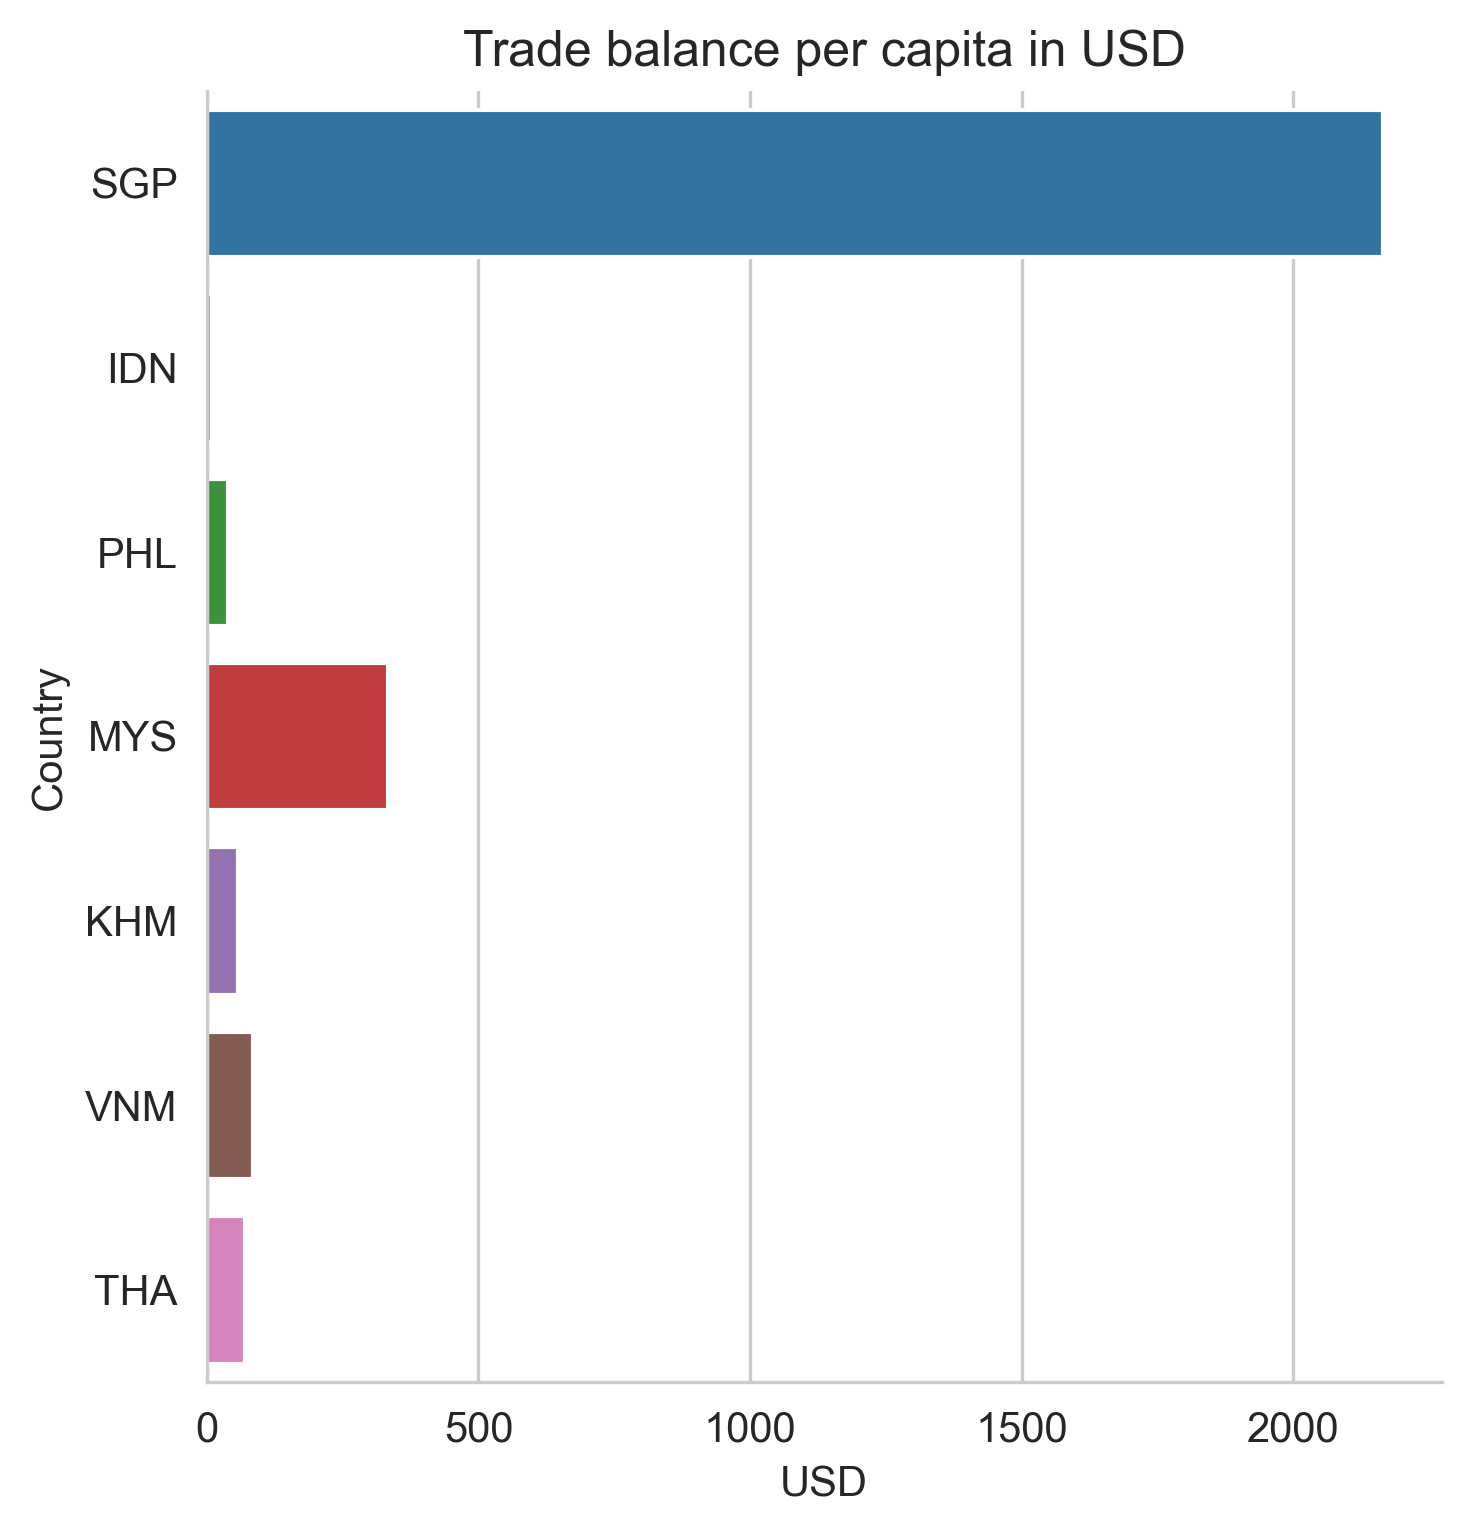 Trade balance per capita in USD
SGP
IDN
PHL
MYS
KHM
VNM
THA
Country
0 500 1000 1500 2000
USD